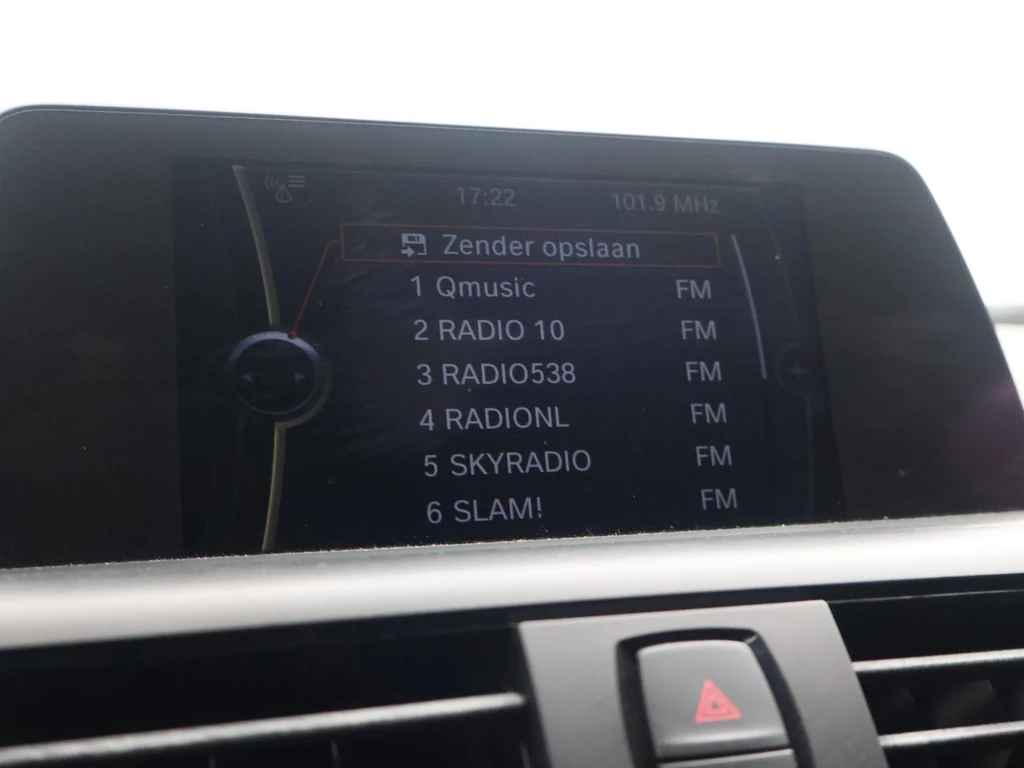 17:22 101.9 MHz
Zender opslaan
1 Qmusic FM
2 RADIO 10 FM
3 RADIO538 FM
4 RADIONL FM
5 SKYRADIO FM
6 SLAM! FM